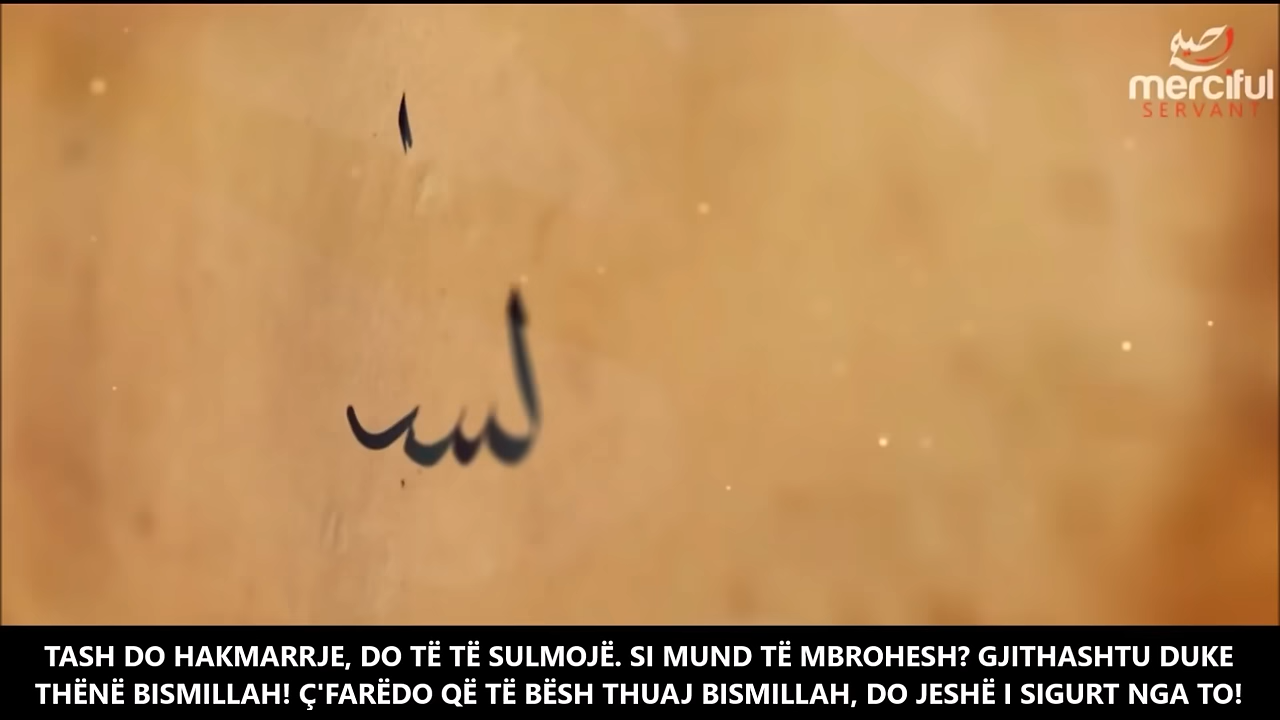 merciful
SERVANT
TASH DO HAKMARRJE, DO TË TË SULMOJË. SI MUND TË MBROHESH? GJITHASHTU DUKE
THËNË BISMILLAH! Ç'FARËDO QË TË BËSH THUAJ BISMILLAH, DO JESHË I SIGURT NGA TO!